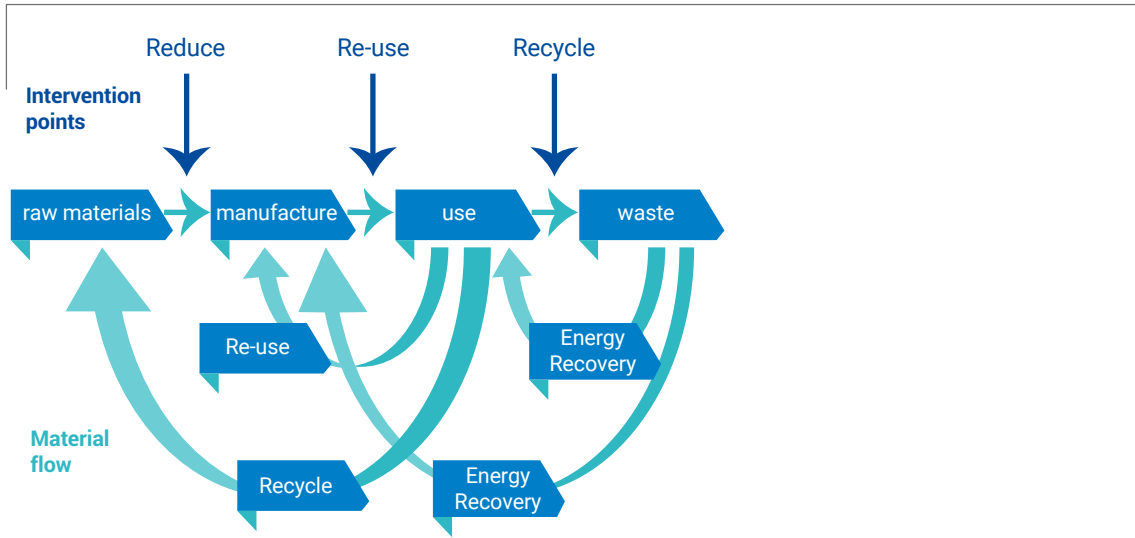 Reduce
Re-use
Recycle
Intervention
points
raw materials
manufacture
use
waste
Re-use
Energy
Recovery
Material
flow
Recycle
Energy
Recovery